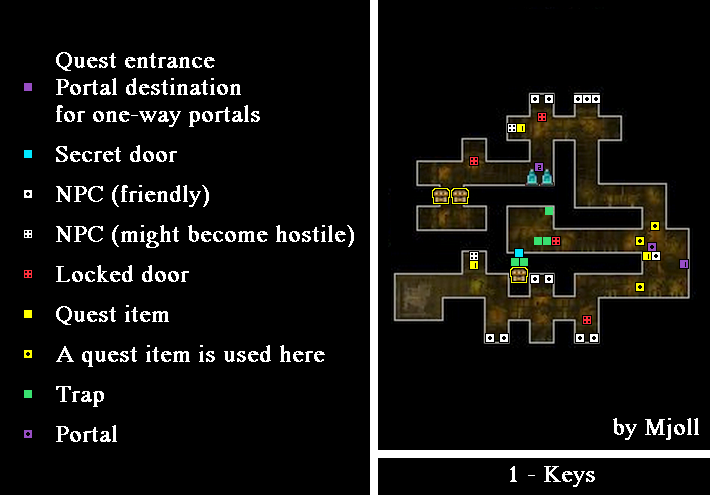 Quest entrance
Portal destination
for one-way portals
Secret door
NPC (friendly)
NPC (might become hostile)
Locked door
Quest item
A quest item is used here
Trap
Portal
by Mjoll
1 - Keys